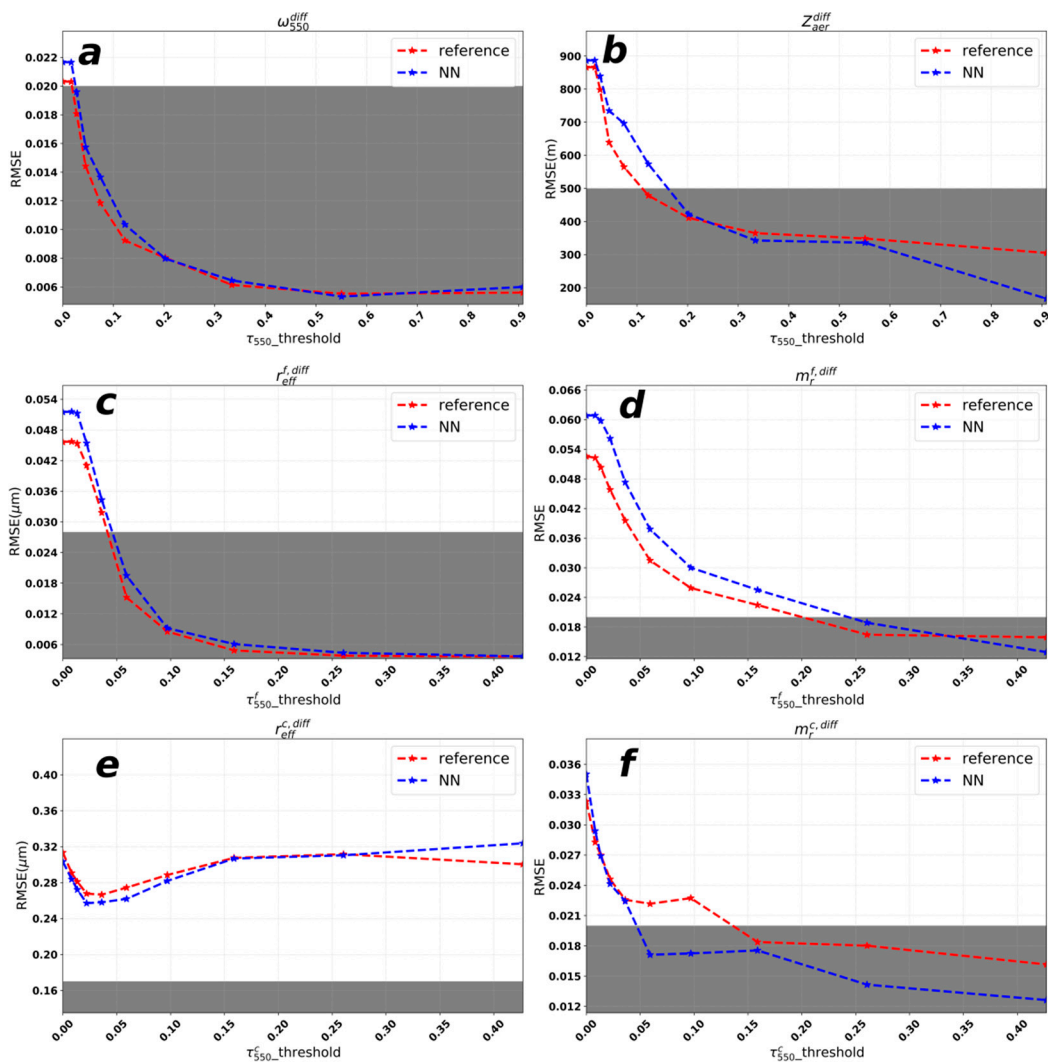 ω550^diff
a
reference
NN
RMSE
0.022
0.020
0.018
0.016
0.014
0.012
0.010
0.008
0.006
0.0 0.1 0.2 0.3 0.4 0.5 0.6 0.7 0.8 0.9
τ550_threshold
Zaer^diff
b
reference
NN
RMSE(m)
900
800
700
600
500
400
300
200
0.0 0.1 0.2 0.3 0.4 0.5 0.6 0.7 0.8 0.9
τ550_threshold
reff^f, diff
c
reference
NN
RMSE(μm)
0.054
0.048
0.042
0.036
0.030
0.024
0.018
0.012
0.006
0.00 0.05 0.10 0.15 0.20 0.25 0.30 0.35 0.40
τ550^f_threshold
mr^f, diff
d
reference
NN
RMSE
0.066
0.060
0.054
0.048
0.042
0.036
0.030
0.024
0.018
0.012
0.00 0.05 0.10 0.15 0.20 0.25 0.30 0.35 0.40
τ550^f_threshold
reff^c, diff
e
reference
NN
RMSE(μm)
0.40
0.36
0.32
0.28
0.24
0.20
0.16
0.00 0.05 0.10 0.15 0.20 0.25 0.30 0.35 0.40
τ550^c_threshold
mr^c, diff
f
reference
NN
RMSE
0.036
0.033
0.030
0.027
0.024
0.021
0.018
0.015
0.012
0.00 0.05 0.10 0.15 0.20 0.25 0.30 0.35 0.40
τ550^c_threshold